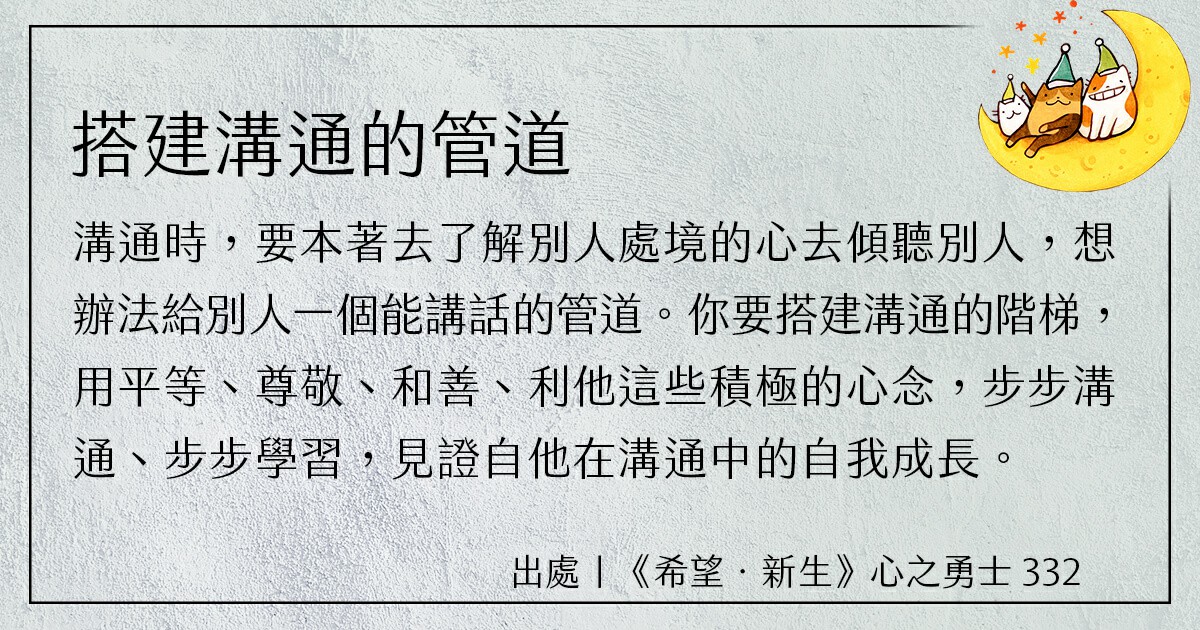 搭建溝通的管道
溝通時，要本著去了解別人處境的心去傾聽別人，想
辦法給別人一個能講話的管道。你要搭建溝通的階梯，
用平等、尊敬、和善、利他這些積極的心念，步步溝
通、步步學習，見證自他在溝通中的自我成長。
出處｜《希望．新生》心之勇士 332